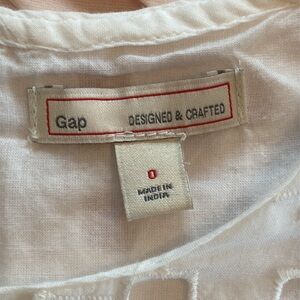 Gap DESIGNED & CRAFTED
0
MADE IN
INDIA